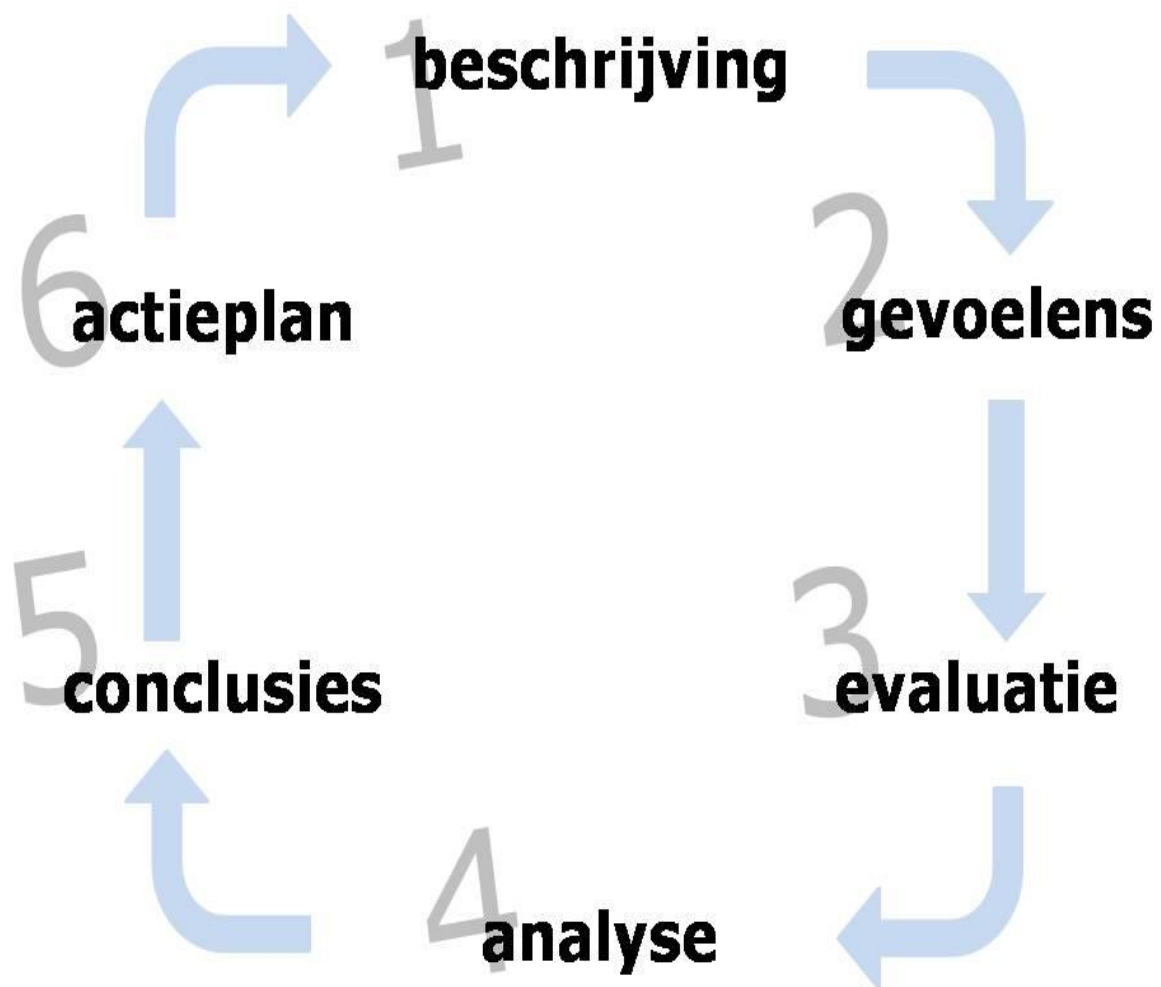 1 beschrijving
2 gevoelens
3 evaluatie
4 analyse
5 conclusies
6 actieplan